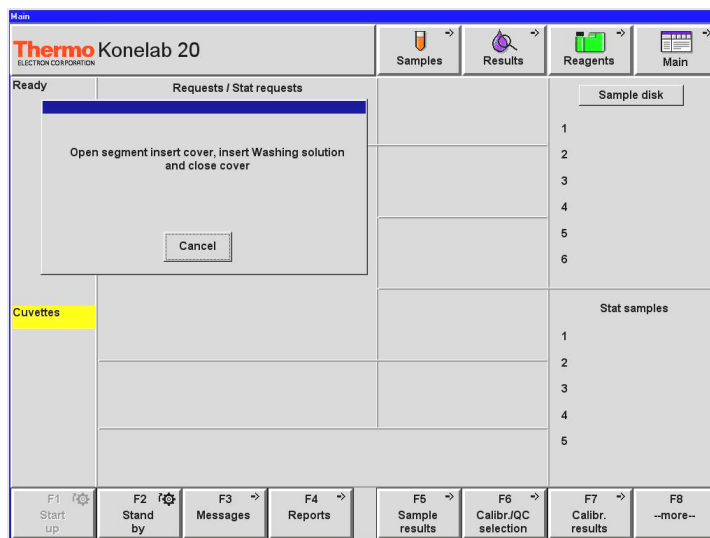 Main
Thermo
ELECTRON CORPORATION
Konelab 20
Samples
Results
Reagents
Main
Ready
Requests / Stat requests
Sample disk
Open segment insert cover, insert Washing solution
and close cover
Cancel
1
2
3
4
5
6
Cuvettes
Stat samples
1
2
3
4
5
F1
Start
up
F2
Stand
by
F3
Messages
F4
Reports
F5
Sample
results
F6
Calibr./QC
selection
F7
Calibr.
results
F8
--more--